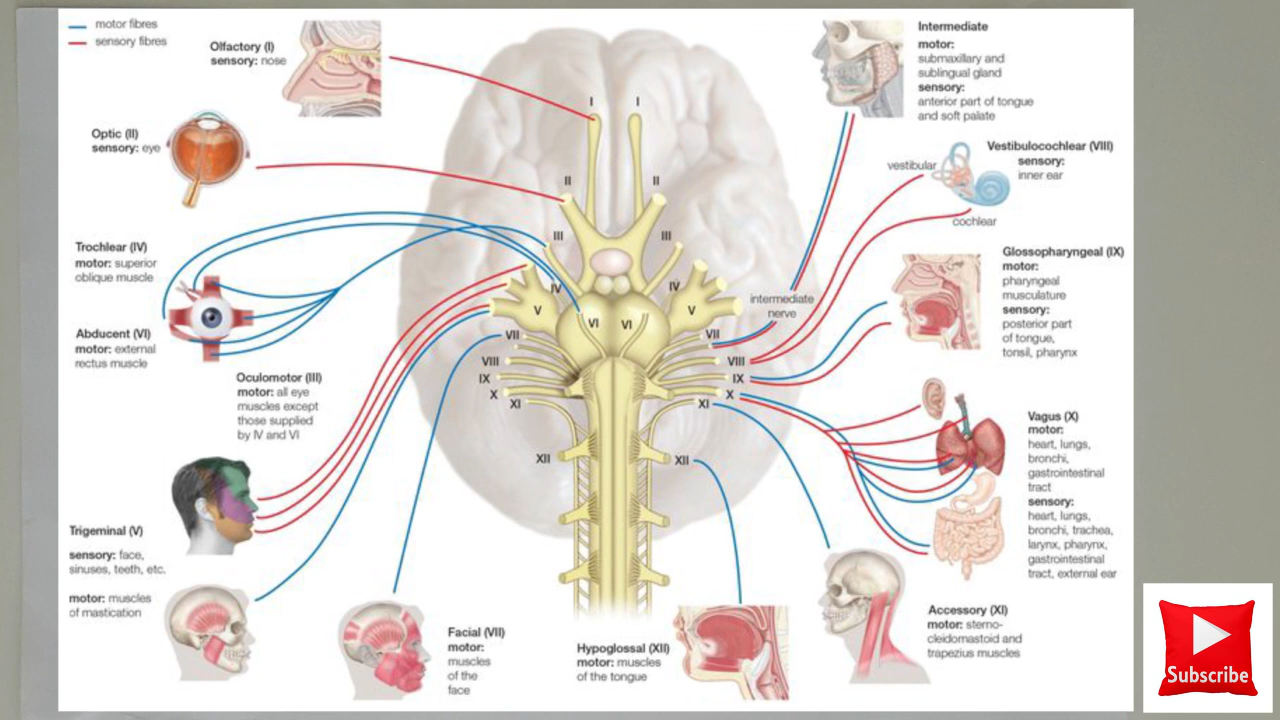 motor fibres
sensory fibres
Olfactory (I)
sensory: nose
Optic (II)
sensory: eye
Trochlear (IV)
motor: superior
oblique muscle
Abducent (VI)
motor: external
rectus muscle
Oculomotor (III)
motor: all eye
muscles except
those supplied
by IV and VI
Trigeminal (V)
sensory: face,
sinuses, teeth, etc.
motor: muscles
of mastication
Facial (VII)
motor:
muscles
of the
face
Hypoglossal (XII)
motor: muscles
of the tongue
I I
II II
III III
IV IV
V V
VI VI
VII VII
VIII VIII
IX IX
X X
XI XI
XII XII
Intermediate
motor:
submaxillary and
sublingual gland
sensory:
anterior part of tongue
and soft palate
Vestibulocochlear (VIII)
sensory:
inner ear
vestibular
cochlear
intermediate
nerve
Glossopharyngeal (IX)
motor:
pharyngeal
musculature
sensory:
posterior part
of tongue,
tonsil, pharynx
Vagus (X)
motor:
heart, lungs,
bronchi,
gastrointestinal
tract
sensory:
heart, lungs,
bronchi, trachea,
larynx, pharynx,
gastrointestinal
tract, external ear
Accessory (XI)
motor: sterno-
cleidomastoid and
trapezius muscles
Subscribe